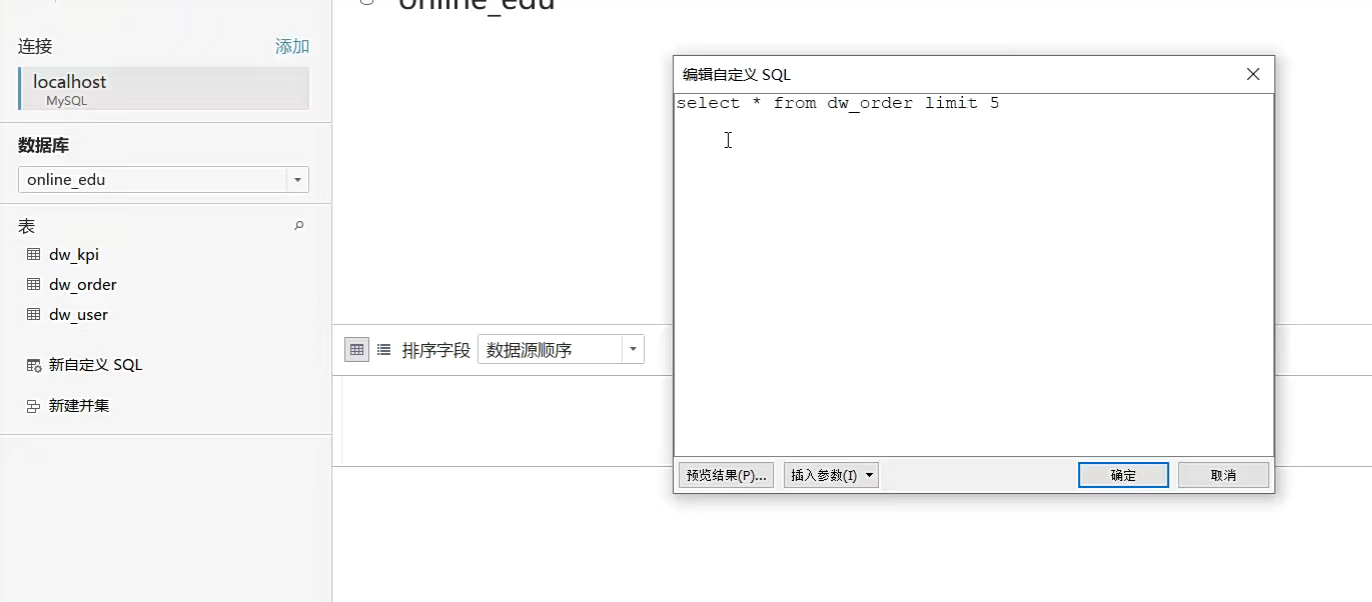 online_edu
连接
添加
localhost
MySQL
数据库
online_edu
表
dw_kpi
dw_order
dw_user
新自定义 SQL
新建并集
排序字段
数据源顺序
编辑自定义 SQL
select * from dw_order limit 5
预览结果(P)...
插入参数(I)
确定
取消